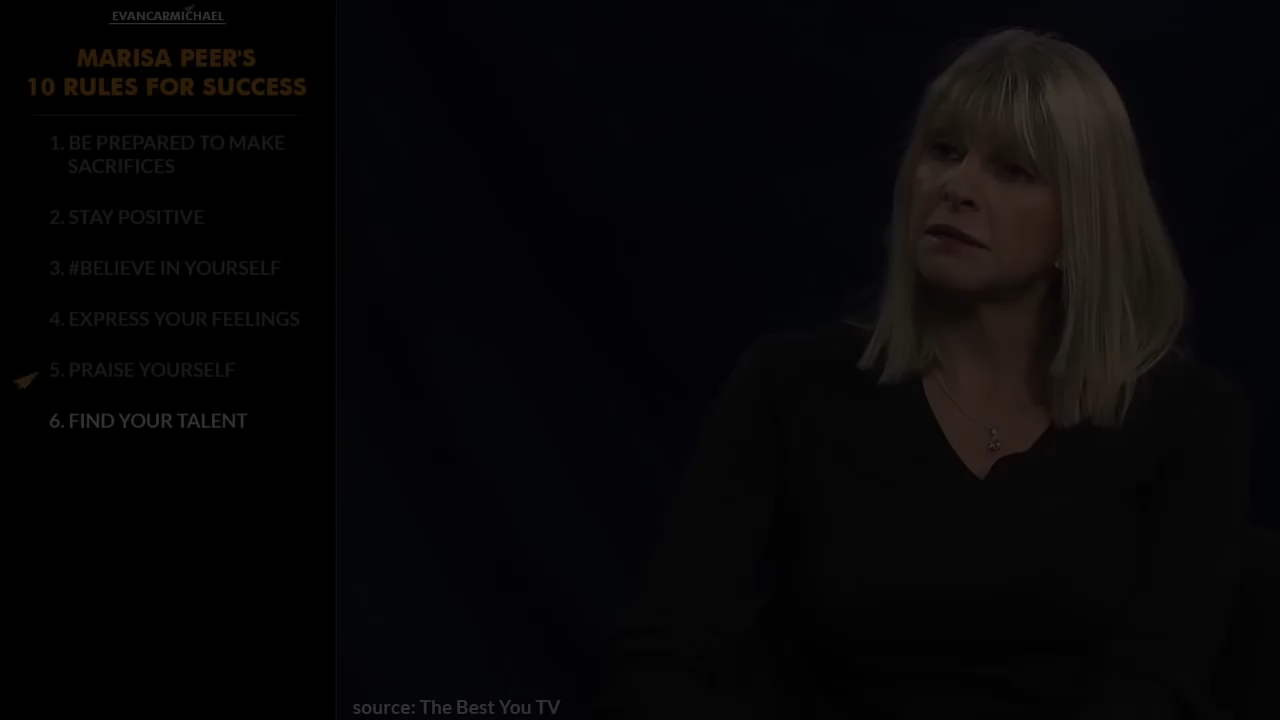 EVANCARMICHAEL
MARISA PEER'S
10 RULES FOR SUCCESS
1. BE PREPARED TO MAKE
SACRIFICES
2. STAY POSITIVE
3. #BELIEVE IN YOURSELF
4. EXPRESS YOUR FEELINGS
5. PRAISE YOURSELF
6. FIND YOUR TALENT
source: The Best You TV